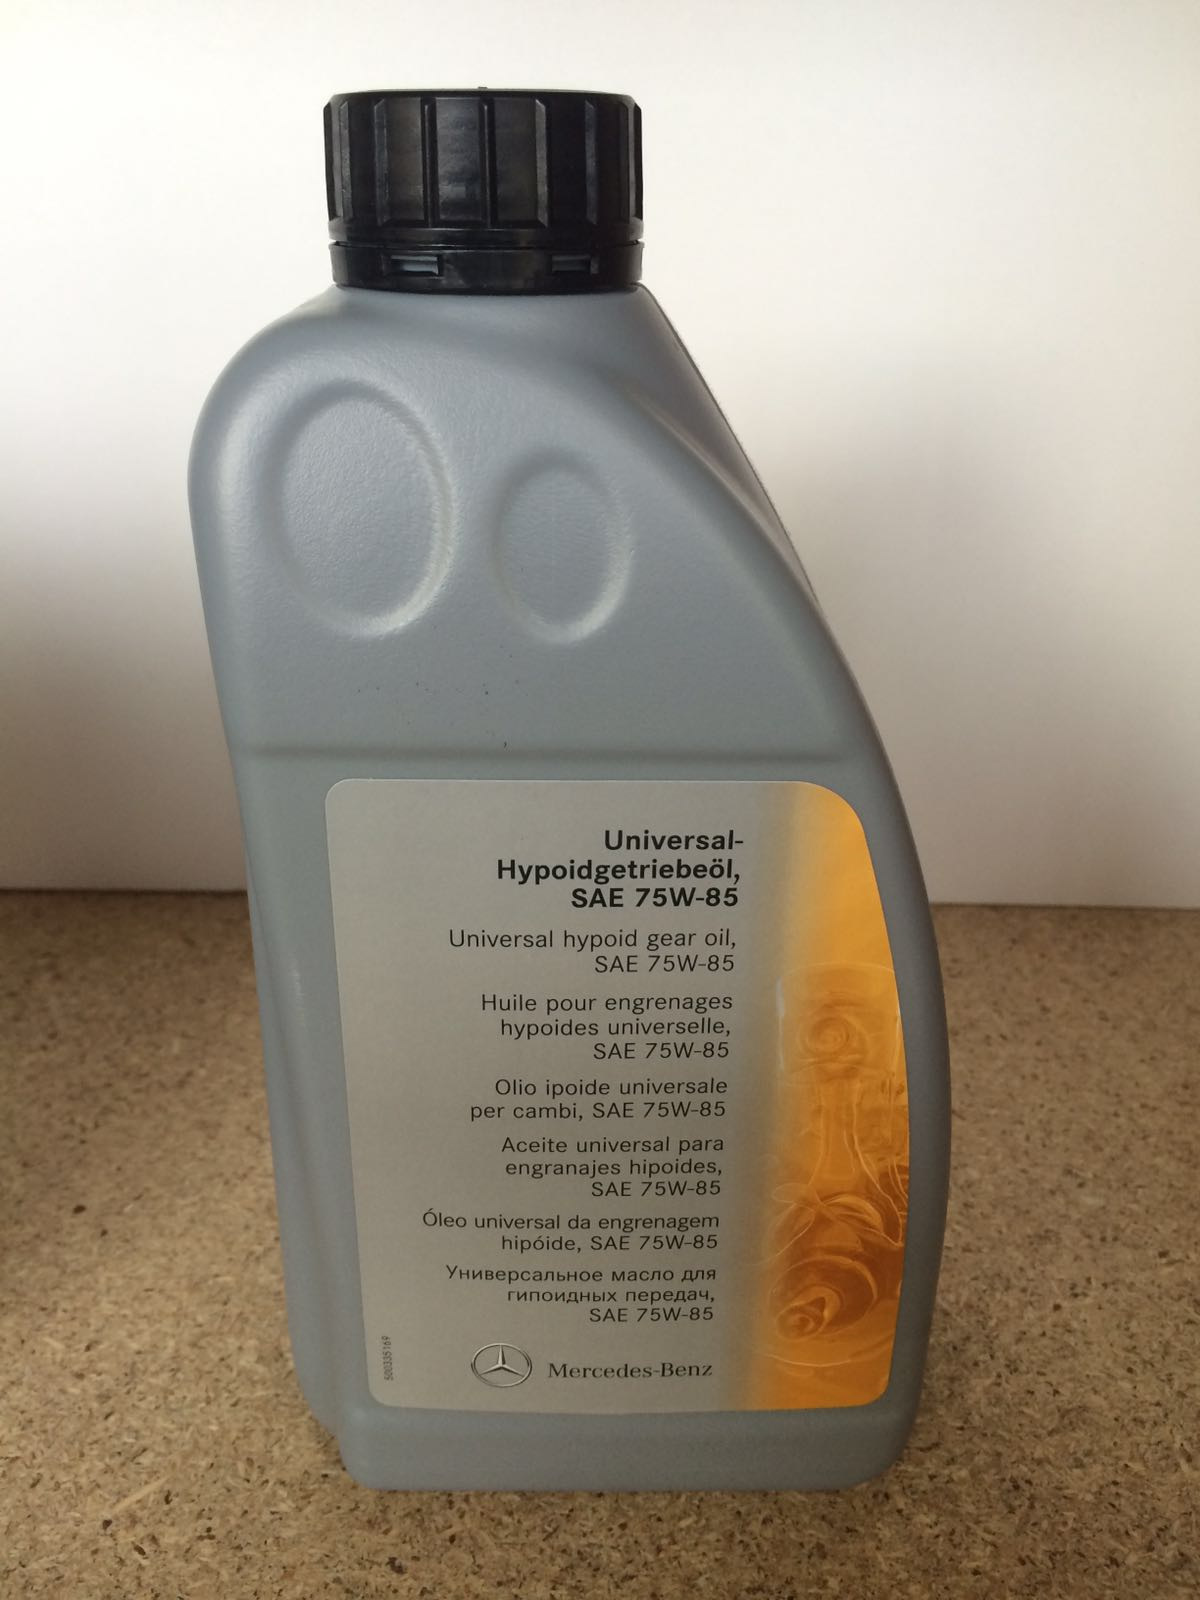 Universal-
Hypoidgetriebeöl,
SAE 75W-85
Universal hypoid gear oil,
SAE 75W-85
Huile pour engrenages
hypoides universelle,
SAE 75W-85
Olio ipoide universale
per cambi, SAE 75W-85
Aceite universal para
engranajes hipoides,
SAE 75W-85
Óleo universal da engrenagem
hipóide, SAE 75W-85
Универсальное масло для
гипоидных передач,
SAE 75W-85
500335169
Mercedes-Benz